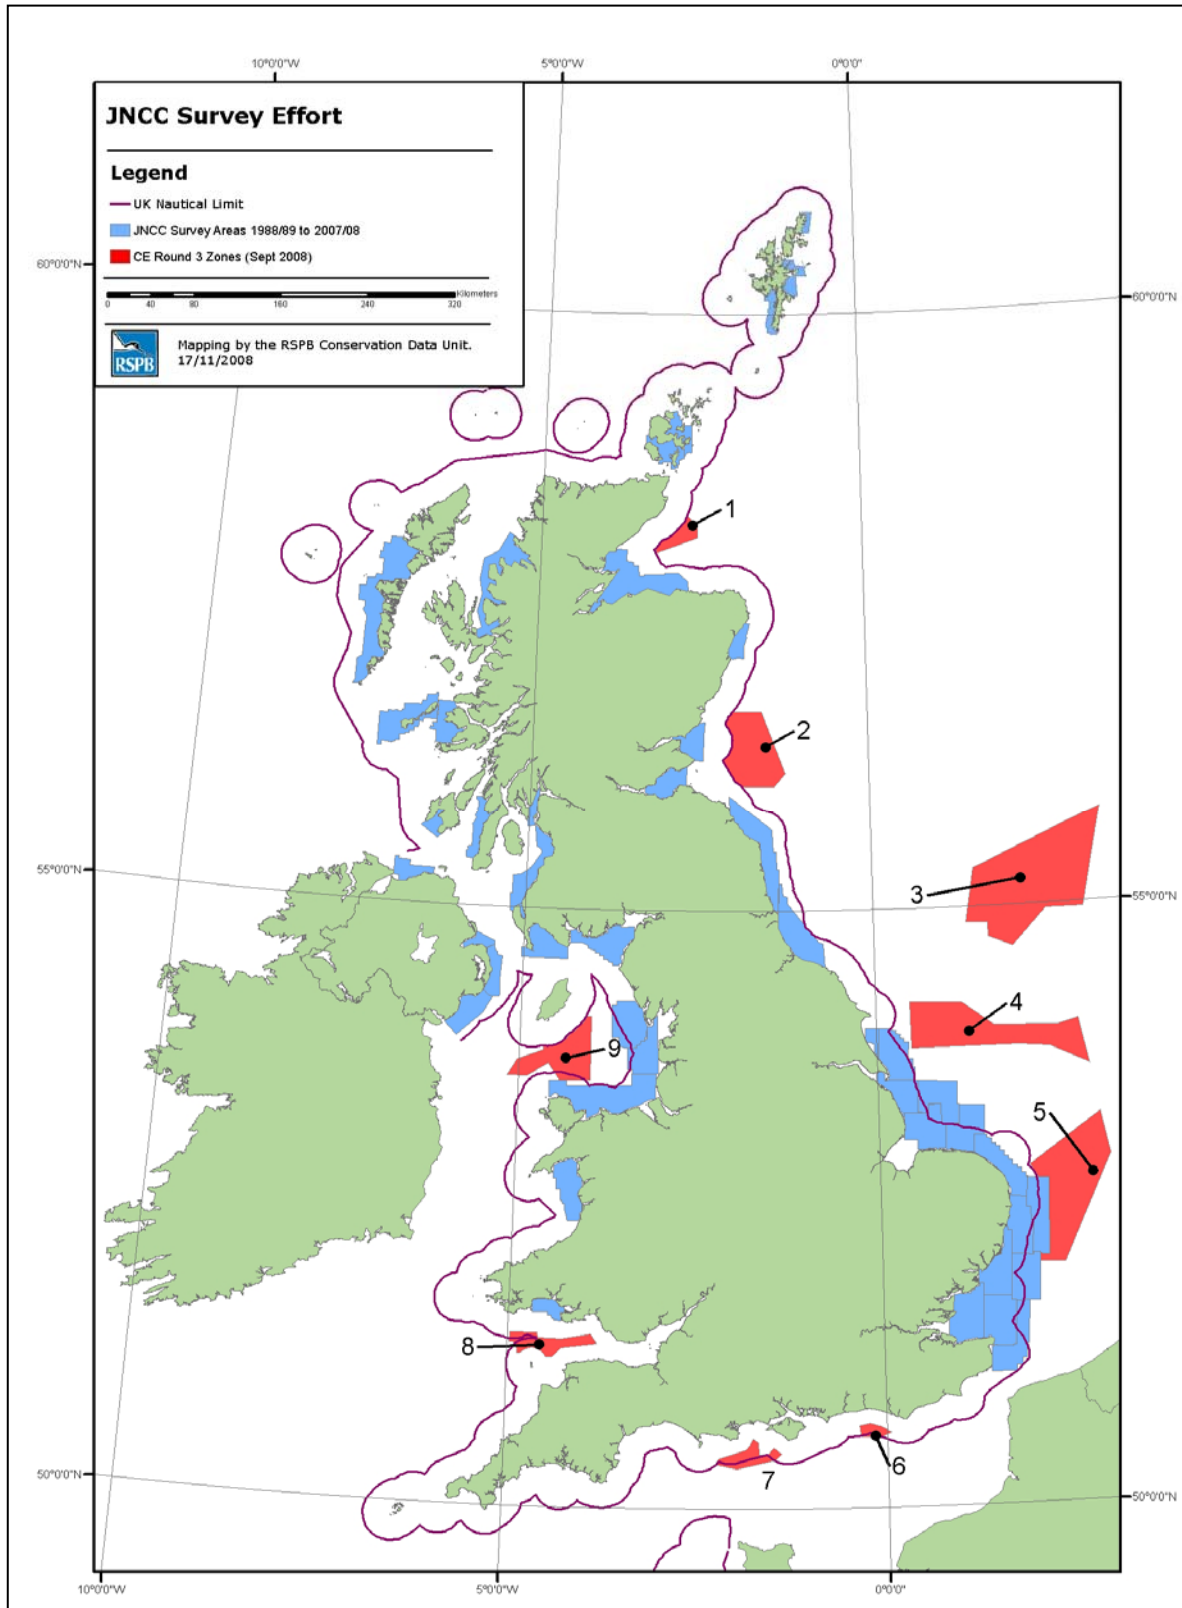 10°0'0"W 5°0'0"W 0°0'0"
JNCC Survey Effort
Legend
UK Nautical Limit
JNCC Survey Areas 1988/89 to 2007/08
CE Round 3 Zones (Sept 2008)
Kilometers
0 40 80 160 240 320
RSPB
Mapping by the RSPB Conservation Data Unit.
17/11/2008
60°0'0"N 60°0'0"N
1
2
55°0'0"N 55°0'0"N
3
4
9
5
8
7
6
50°0'0"N 50°0'0"N
10°0'0"W 5°0'0"W 0°0'0"